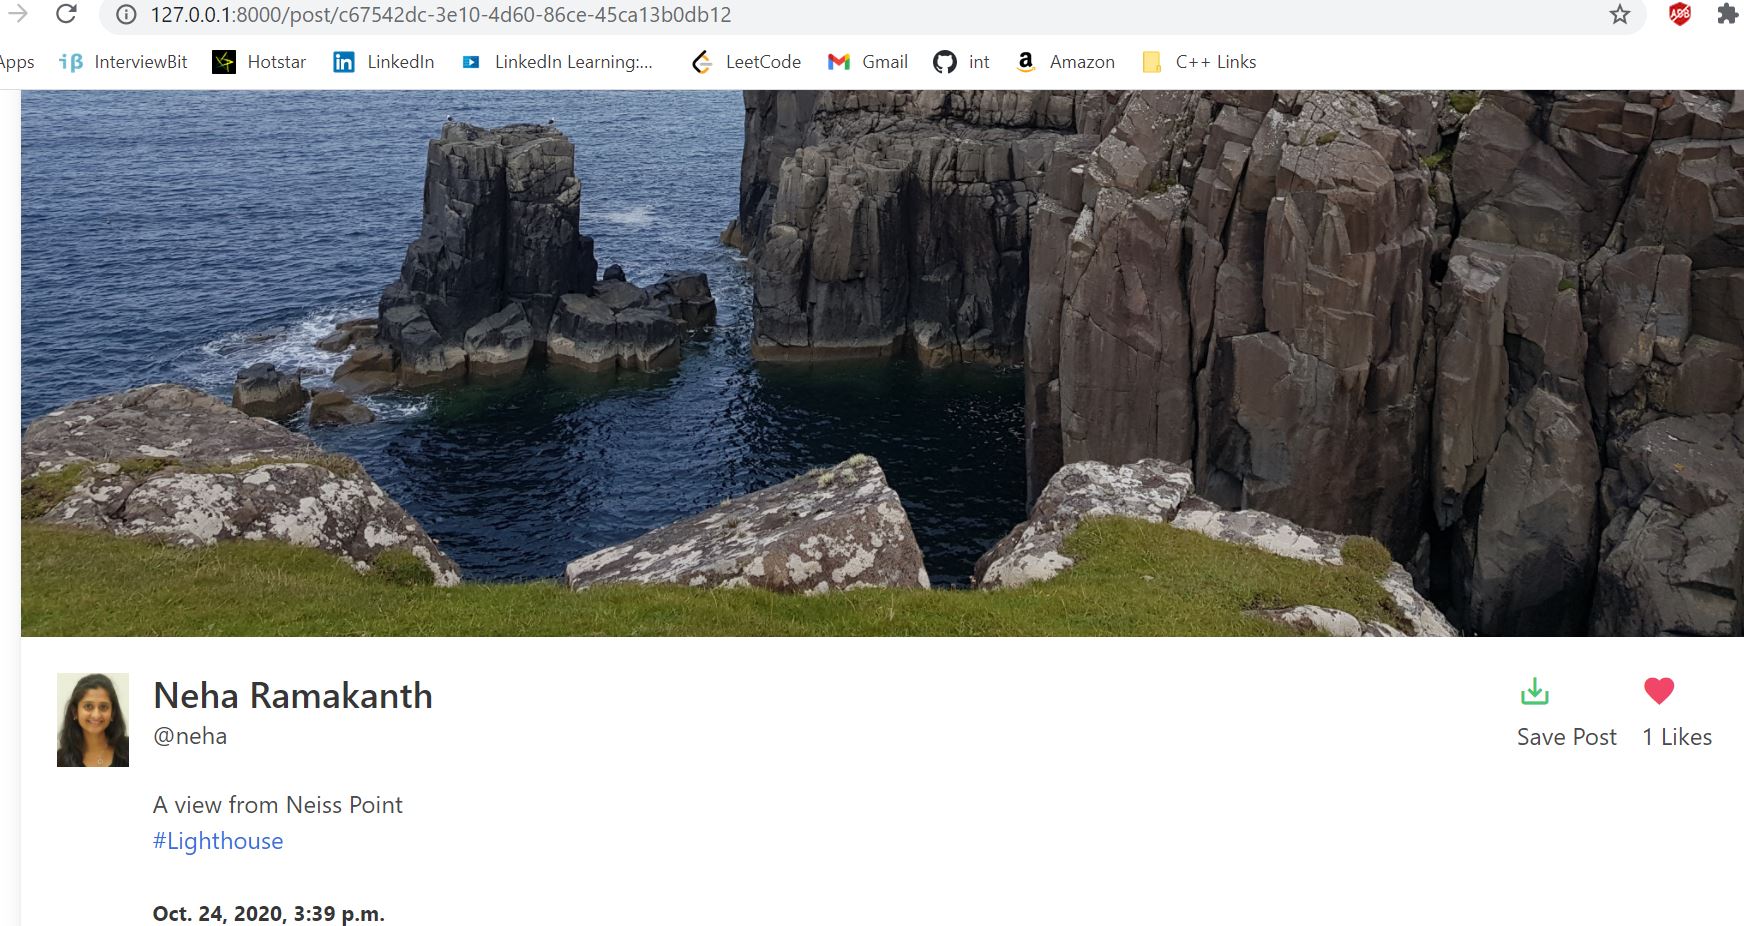 127.0.0.1:8000/post/c67542dc-3e10-4d60-86ce-45ca13b0db12
Apps InterviewBit Hotstar LinkedIn LinkedIn Learning:... LeetCode Gmail int Amazon C++ Links
Neha Ramakanth
@neha
Save Post 1 Likes
A view from Neiss Point
#Lighthouse
Oct. 24, 2020, 3:39 p.m.